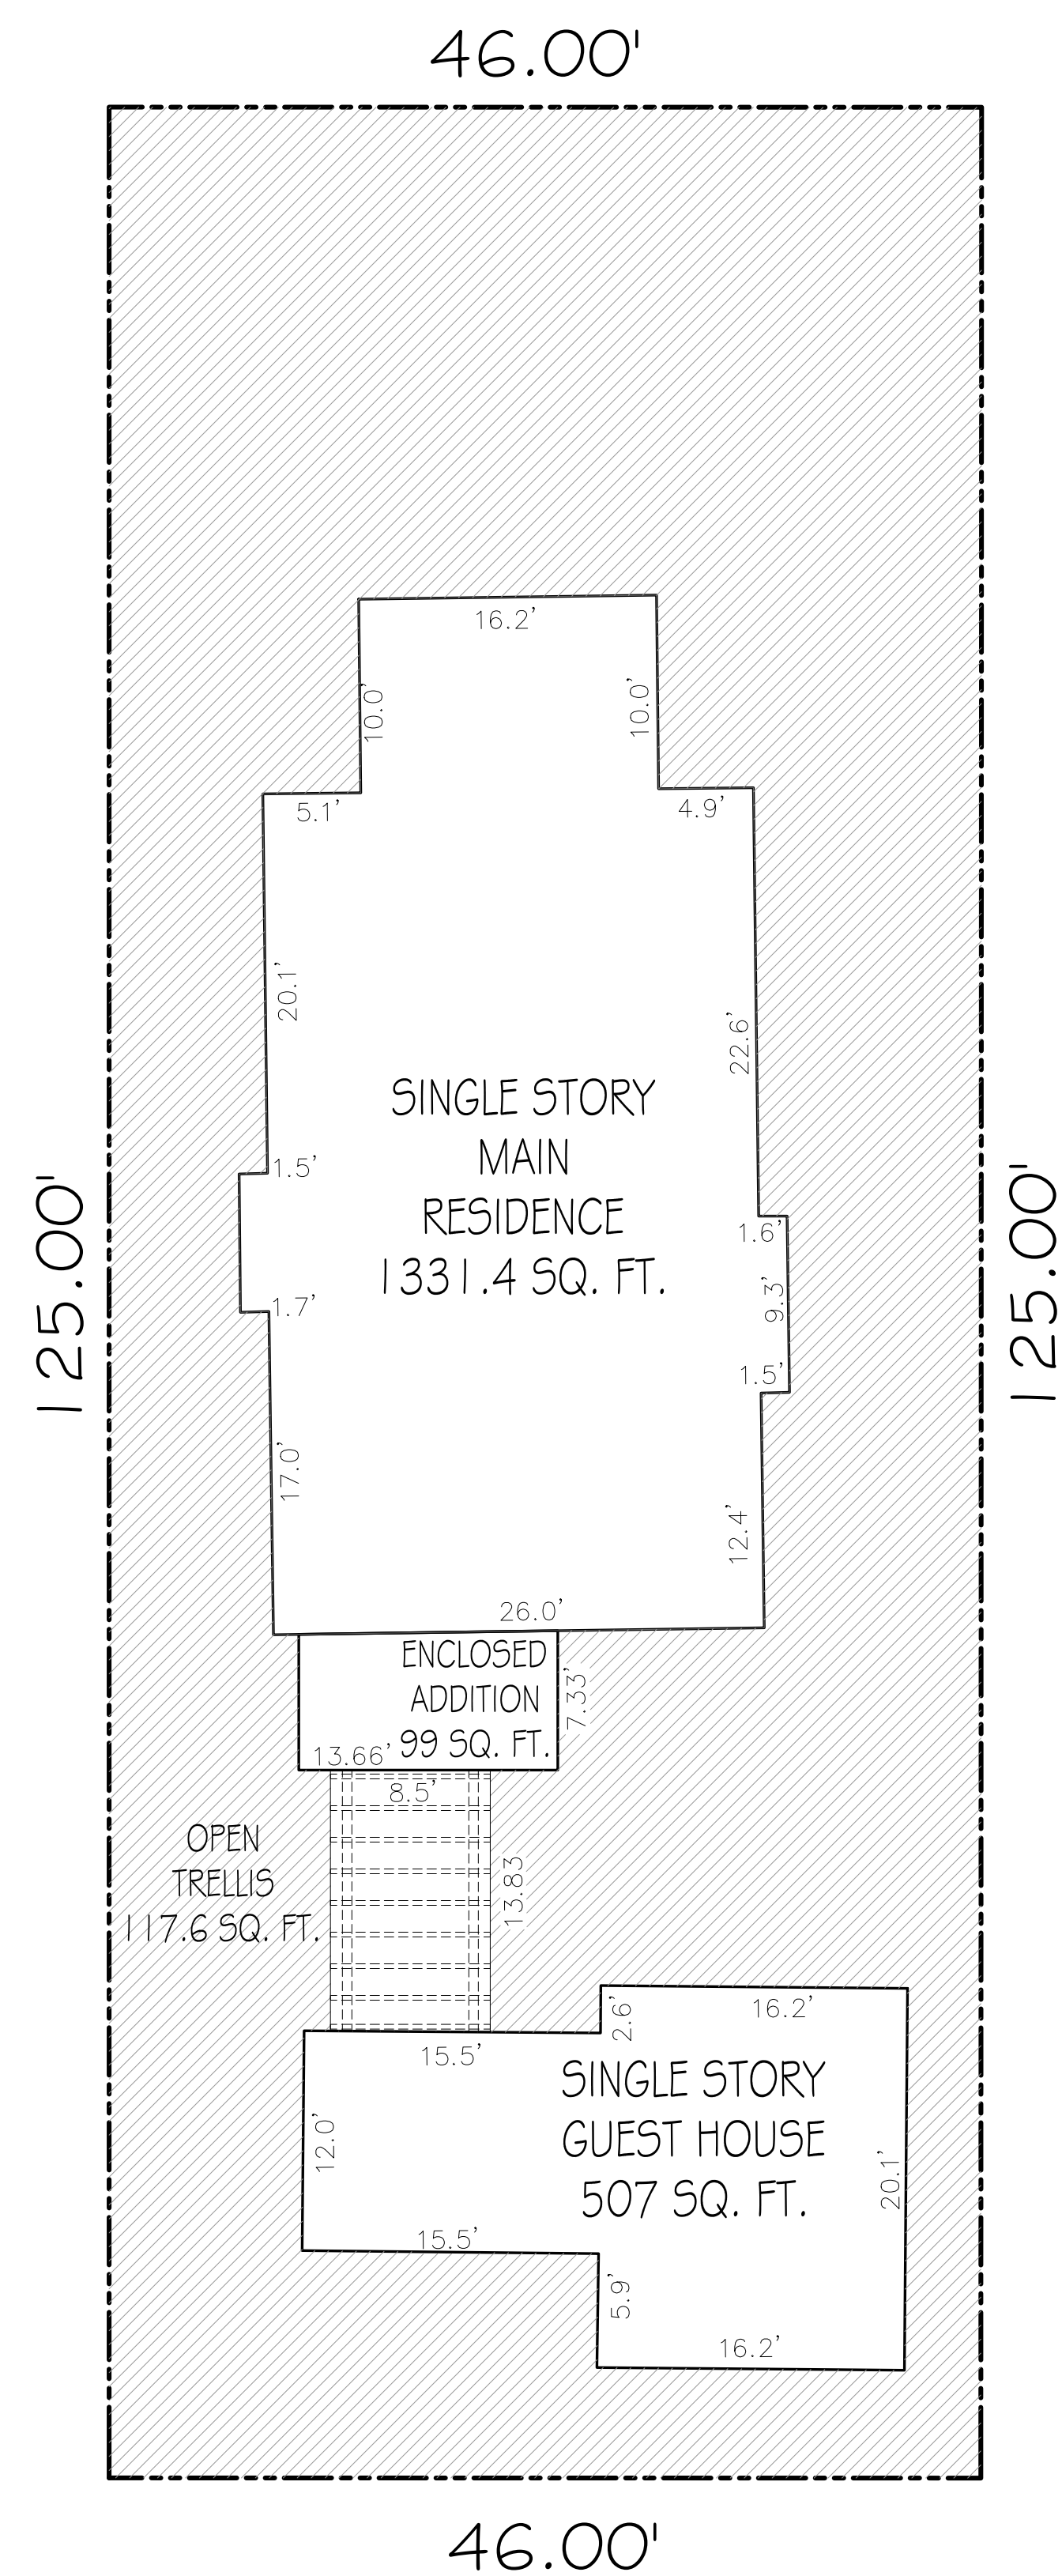 46.00'
16.2’
10.0’
10.0’
5.1’
4.9’
20.1’
22.6’
SINGLE STORY
MAIN
RESIDENCE
1331.4 SQ. FT.
1.5’
1.6’
9.3’
1.7’
1.5’
125.00'
125.00'
17.0’
12.4’
26.0’
ENCLOSED
ADDITION
99 SQ. FT.
7.33’
13.66’
8.5’
OPEN
TRELLIS
117.6 SQ. FT.
13.83
2.6’
16.2’
15.5’
SINGLE STORY
GUEST HOUSE
507 SQ. FT.
12.0’
20.1’
15.5’
5.9’
16.2’
46.00'